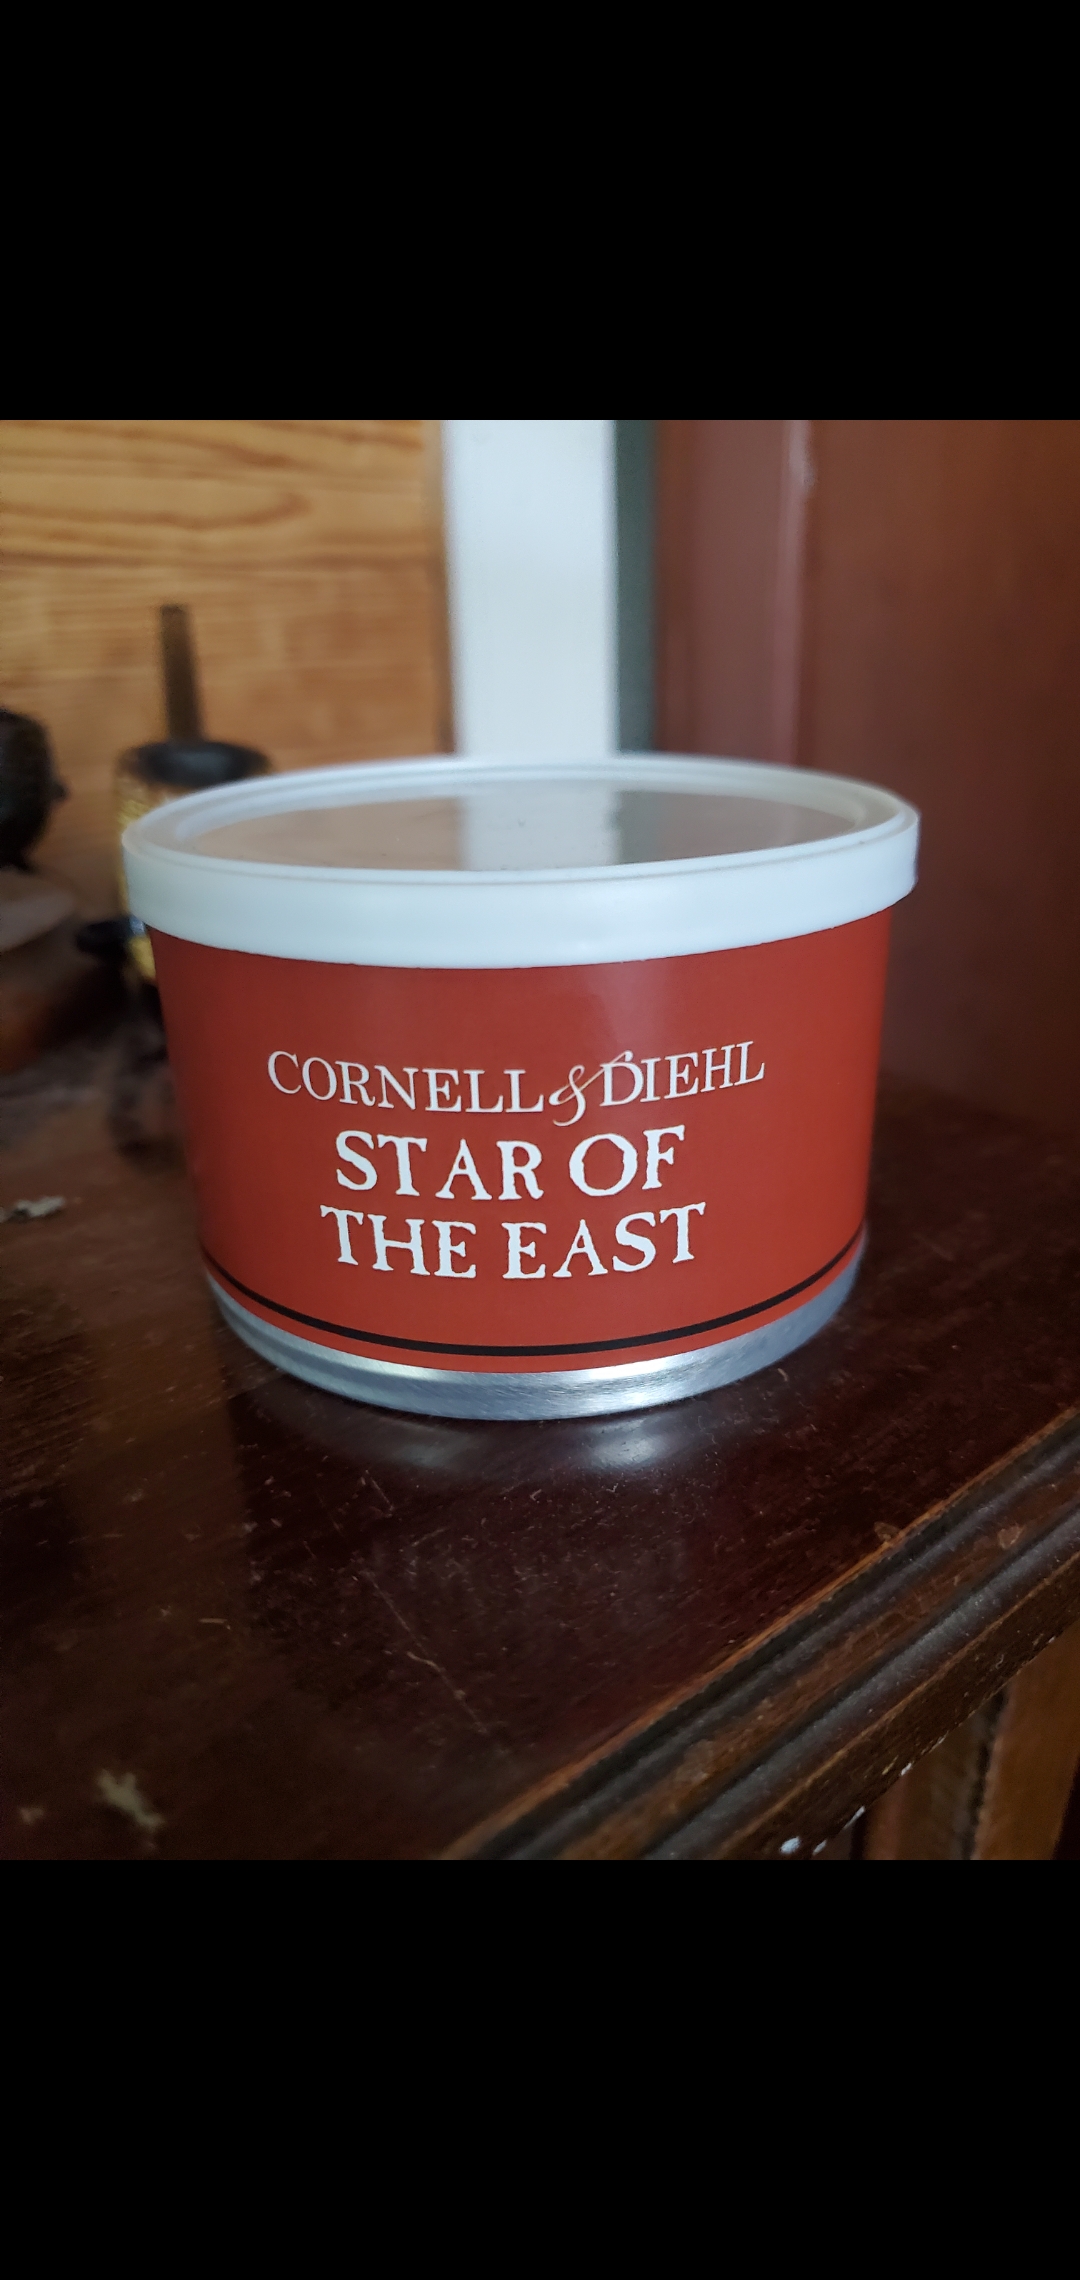 CORNELL & DIEHL
STAR OF
THE EAST